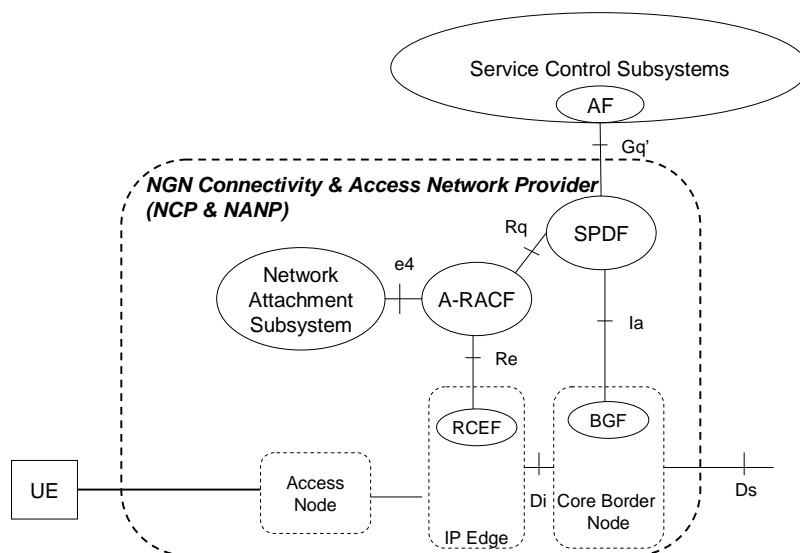 Service Control Subsystems
AF
Gq'
NGN Connectivity & Access Network Provider
(NCP & NANP)
Rq
SPDF
e4
Network
Attachment
Subsystem
A-RACF
Ia
Re
RCEF
BGF
UE
Access
Node
Di
Core Border
Node
Ds
IP Edge